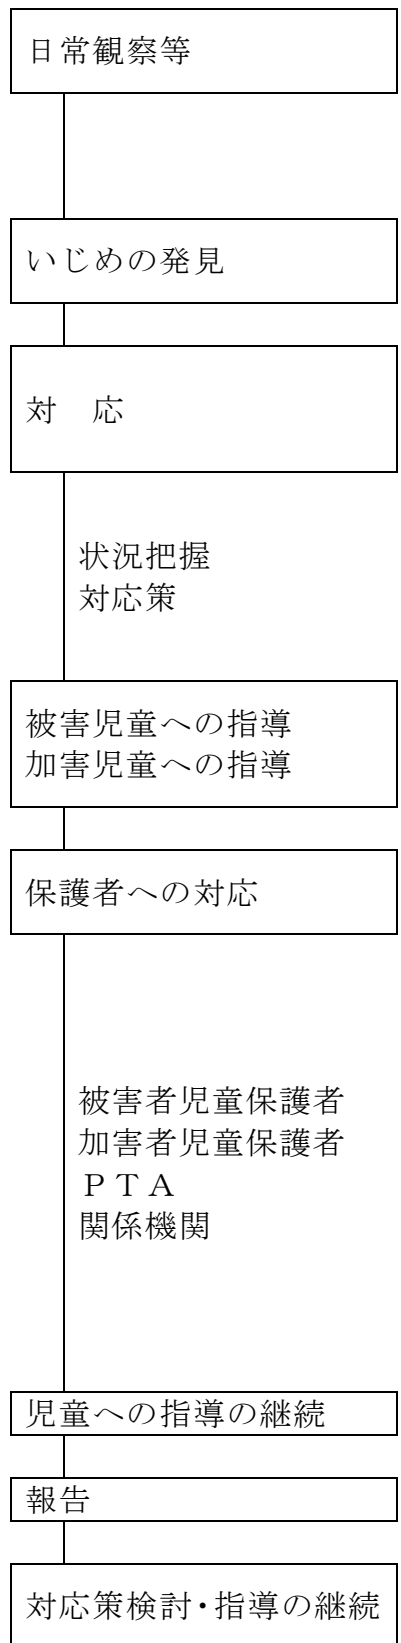 日常観察等
いじめの発見
対　応
状況把握
対応策
被害児童への指導
加害児童への指導
保護者への対応
被害者児童保護者
加害者児童保護者
ＰＴＡ
関係機関
児童への指導の継続
報告
対応策検討・指導の継続